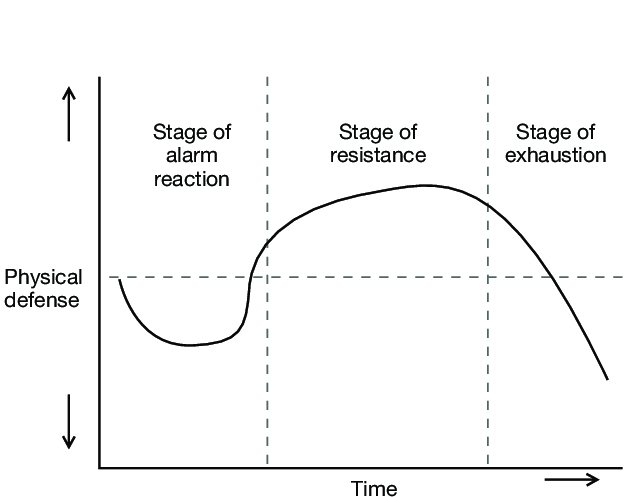 Stage of
alarm
reaction
Stage of
resistance
Stage of
exhaustion
Physical
defense
Time